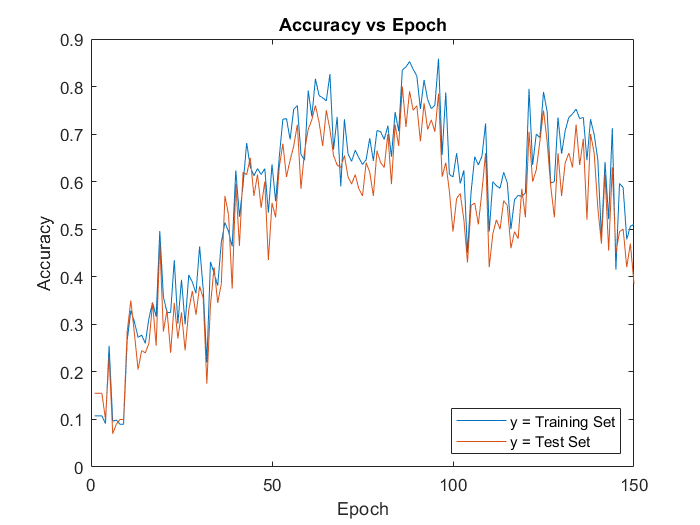 Accuracy vs Epoch
0.9
0.8
0.7
0.6
0.5
0.4
0.3
0.2
0.1
0
Accuracy
0 50 100 150
Epoch
y = Training Set
y = Test Set